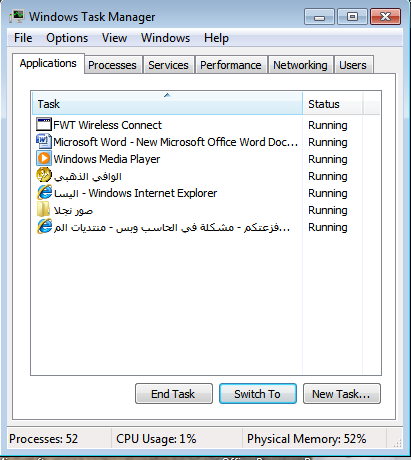 Windows Task Manager
File Options View Windows Help
Applications Processes Services Performance Networking Users
Task Status
FWT Wireless Connect Running
Microsoft Word - New Microsoft Office Word Doc... Running
Windows Media Player Running
الوافي الذهبي Running
اليسا - Windows Internet Explorer Running
صور نجلا Running
فزعتكم - مشكلة في الحاسب وبس - منتديات الم... Running
End Task Switch To New Task...
Processes: 52 CPU Usage: 1% Physical Memory: 52%